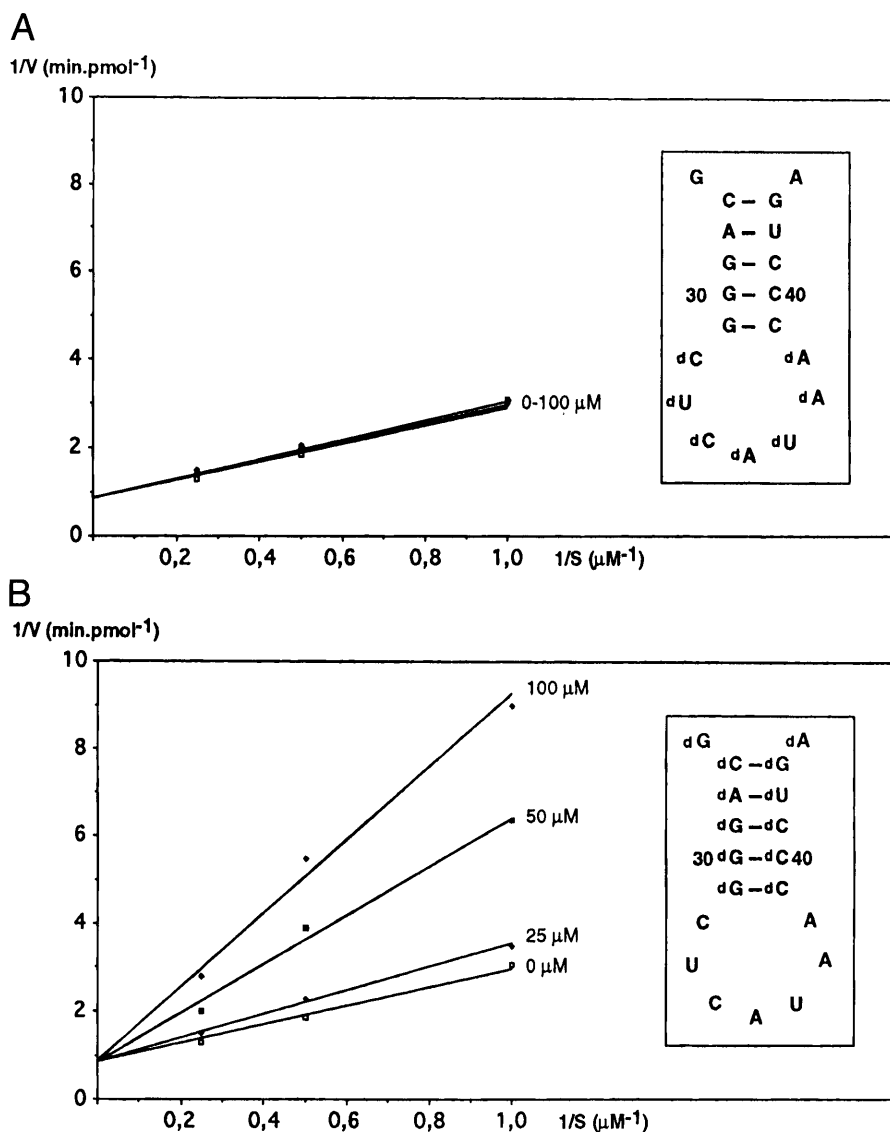 A
1/V (min.pmol-1)
10
8
6
4
2
0
0,2 0,4 0,6 0,8 1,0 1/S (µM-1)
0-100 µM
G A
C – G
A – U
G – C
30 G – C 40
G – C
dC dA
dU dA
dC dA dU
B
1/V (min.pmol-1)
10
8
6
4
2
0
0,2 0,4 0,6 0,8 1,0 1/S (µM-1)
100 µM
50 µM
25 µM
0 µM
dG dA
dC – dG
dA – dU
dG – dC
30 dG – dC 40
dG – dC
C A
U A
C A U